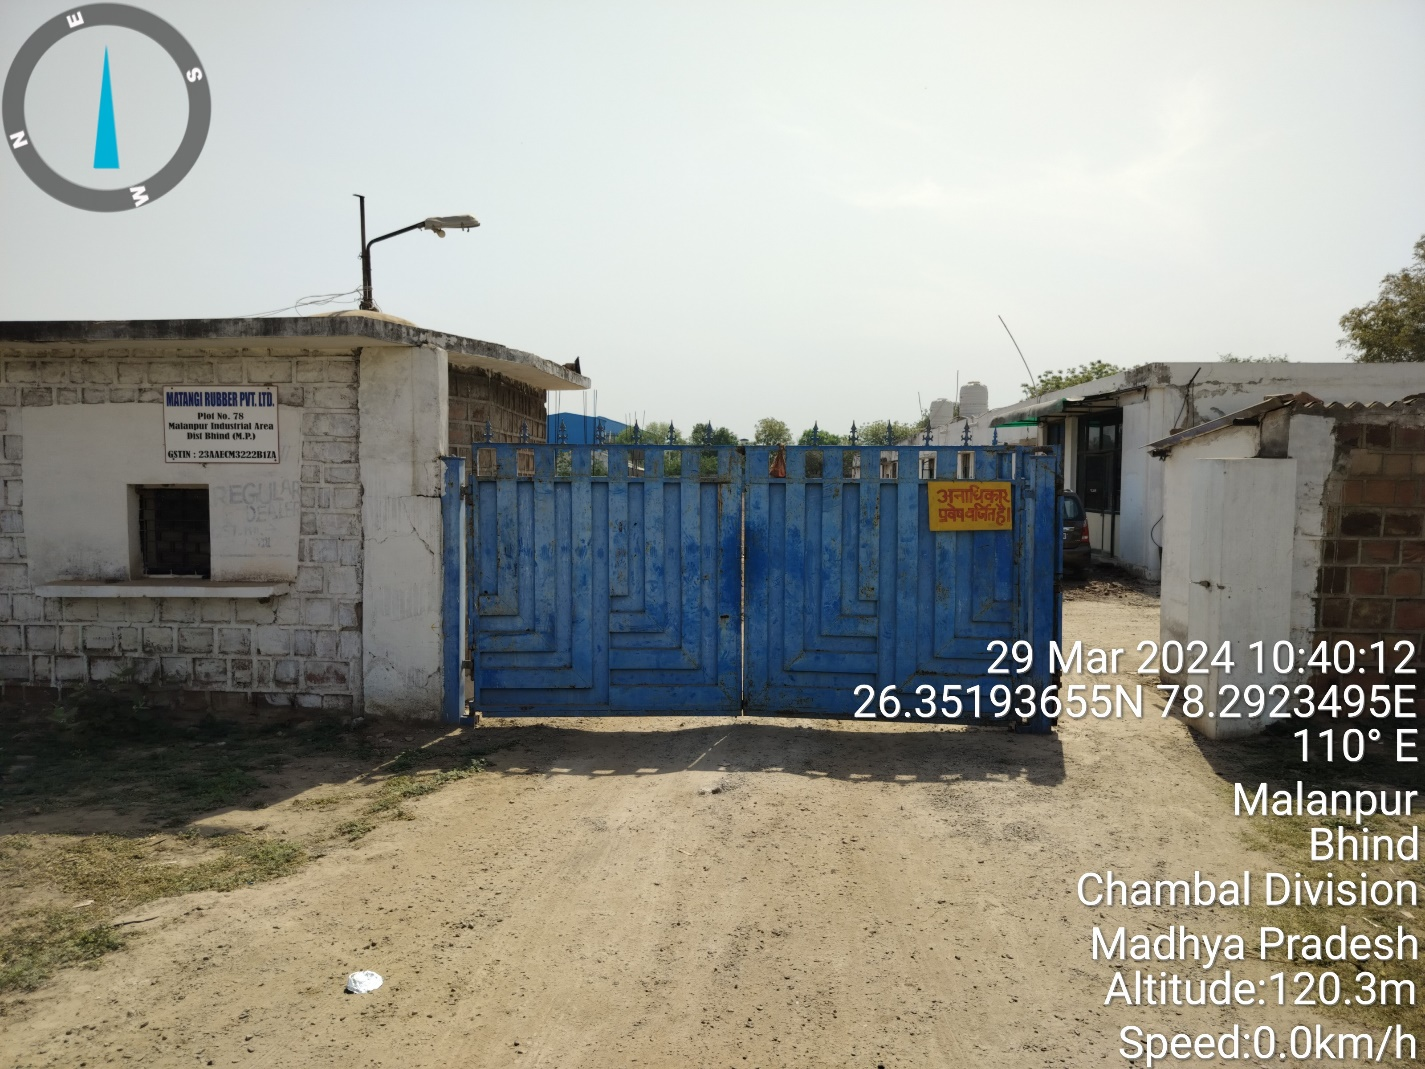 E
S
N
W
MATANGI RUBBER PVT. LTD.
Plot No. 78
Malanpur Industrial Area
Dist Bhind (M.P.)
GSTIN : 23AAECM3222B1ZA
REGULAR
अनाधिकार
प्रवेष वर्जित है।
29 Mar 2024 10:40:12
26.35193655N 78.2923495E
110° E
Malanpur
Bhind
Chambal Division
Madhya Pradesh
Altitude:120.3m
Speed:0.0km/h